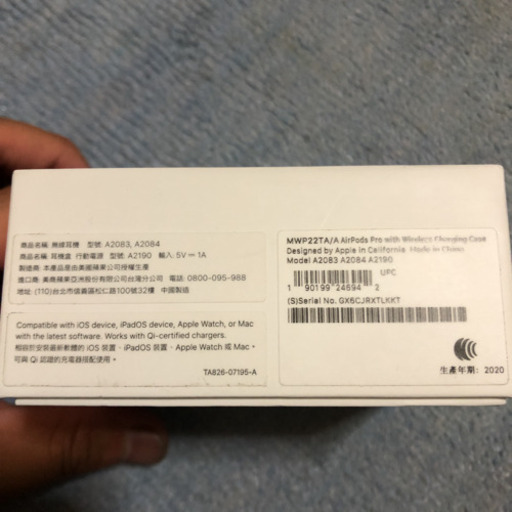 商品名稱: 無線耳機 型號: A2083, A2084
商品名稱: 耳機盒 行動電源 型號: A2190 輸入: 5V⎓1A
製造商: 本產品是由美國蘋果公司授權生產
進口商: 美商蘋果亞洲股份有限公司台灣分公司 電話: 0800-095-988
地址: (110)台北市信義區松仁路100號32樓 中國製造
Compatible with iOS device, iPadOS device, Apple Watch, or Mac
with the latest software. Works with Qi-certified chargers.
相容於安裝最新軟體的 iOS 裝置、iPadOS 裝置、Apple Watch 或 Mac。
可與 Qi 認證的充電器搭配使用。
TA826-07195-A
MWP22TA/A AirPods Pro with Wireless Charging Case
Designed by Apple in California Made in China
Model A2083 A2084 A2190
UPC
1 90199 24694 2
(S)Serial No. GX6CJRXTLKKT
生產年期: 2020